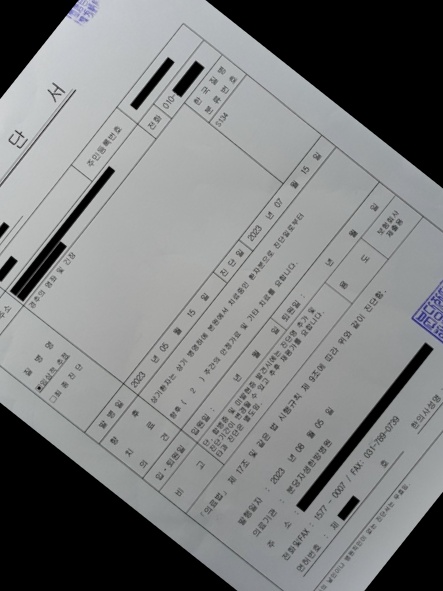 단 서
주민등록번호
전화 010-
주소
병 명
■임상적 추정
□최 종 진 단
경추의 염좌 및 긴장
한 국 질 병
분 류 번 호
S134
발 병 일
2023 년 05 월 15 일
진 단 일
2023 년 07 월 15 일
향 후
치 료
의 견
상기환자는 상기 병명하에 본원에서 치료중인 환자분으로 진단일로부터
향후 ( 2 ) 주간의 안정가료 및 기타 치료를 요합니다.
입 · 퇴원일
입원일 : 년 월 일
퇴원일 : 년 월 일
비 고
용 도
보험회사
제출용
「의료법」 제 17조 및 같은 법 시행규칙 제 9조에 따라 위와 같이 진단함.
발행일자 : 2023 년 08 월 05 일
의료기관 : 분당자생한방병원
주 소 :
전화및FAX : 1577 - 0007 / FAX : 031-789-0739
면허번호 : 제 호
한의사성명